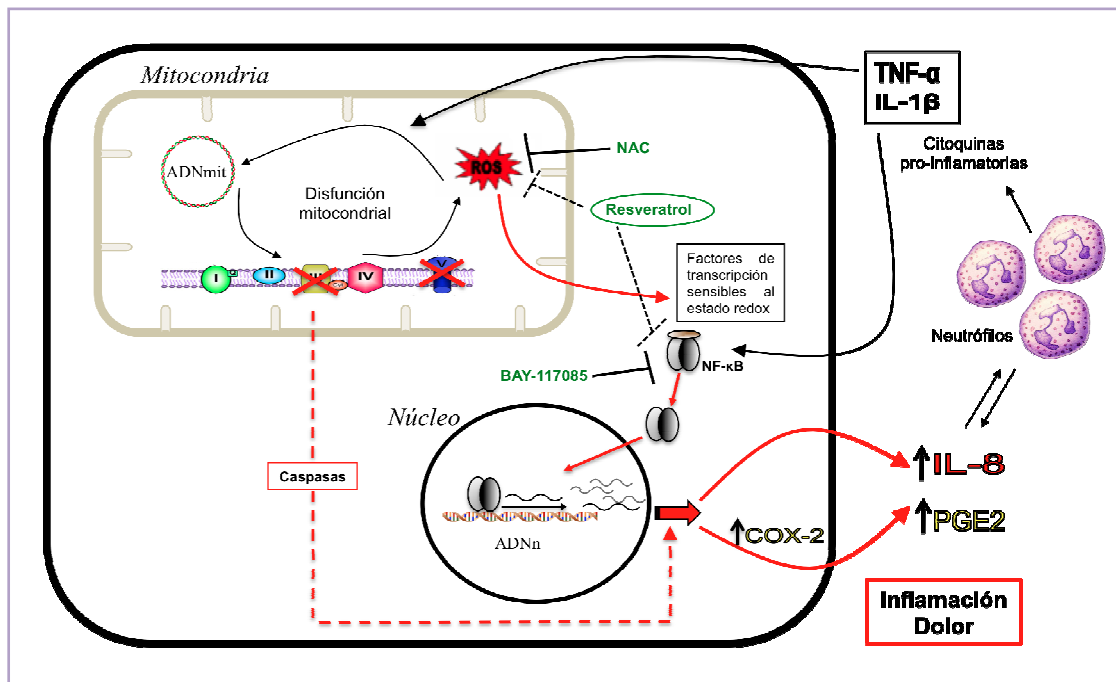 Mitocondria
TNF-α
IL-1β
ADNmit
ROS
NAC
Citoquinas
pro-Inflamatorias
Disfunción
mitocondrial
Resveratrol
I
II
III
IV
V
Q
Cyt
Factores de
transcripción
sensibles al
estado redox
Neutrófilos
NF-κB
BAY-117085
Núcleo
Caspasas
IL-8
PGE2
COX-2
ADNn
Inflamación
Dolor